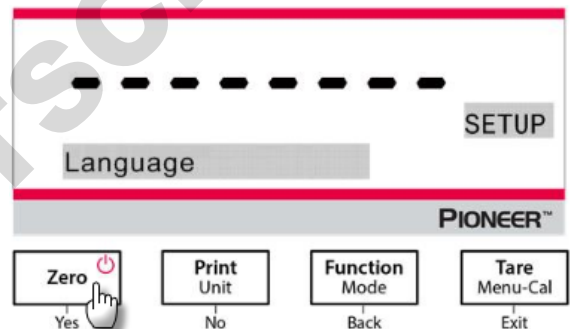 SETUP
Language
PIONEER™
Zero Print Function Tare
Unit Mode Menu-Cal
Yes No Back Exit